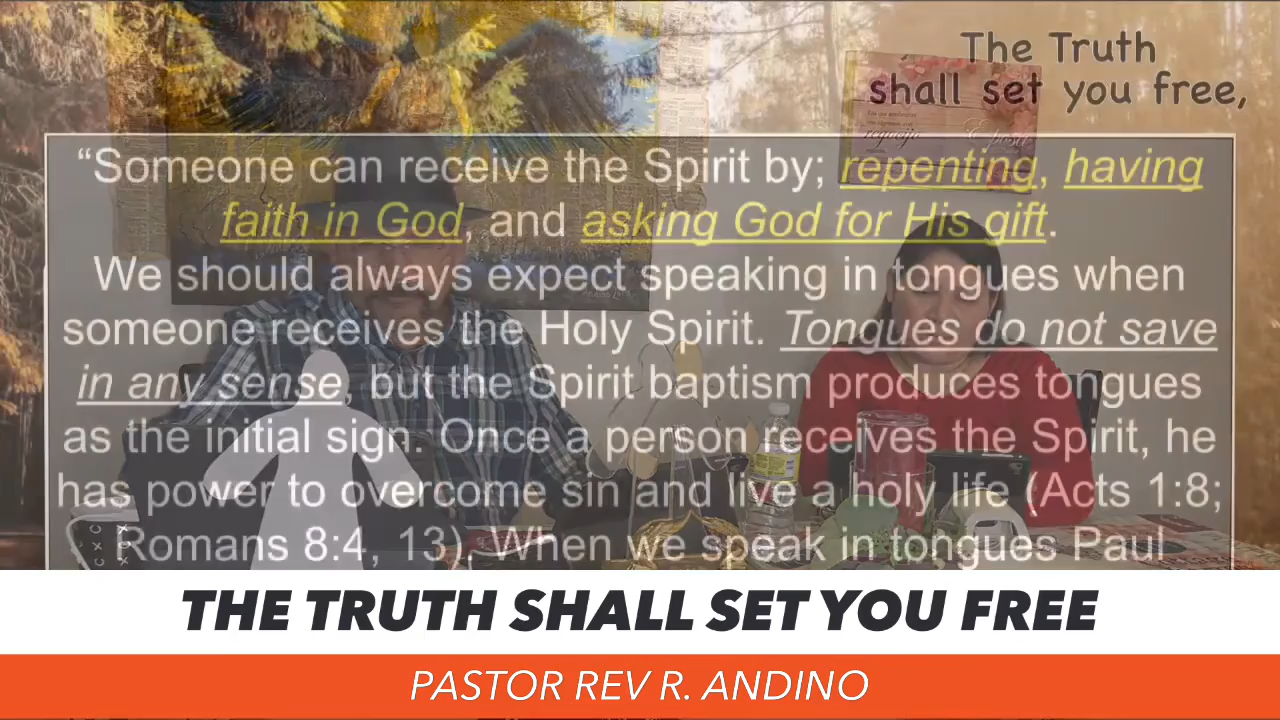 The Truth
shall set you free,
“Someone can receive the Spirit by; repenting, having
faith in God, and asking God for His gift.
We should always expect speaking in tongues when
someone receives the Holy Spirit. Tongues do not save
in any sense, but the Spirit baptism produces tongues
as the initial sign. Once a person receives the Spirit, he
has power to overcome sin and live a holy life (Acts 1:8;
Romans 8:4, 13). When we speak in tongues Paul
THE TRUTH SHALL SET YOU FREE
PASTOR REV R. ANDINO